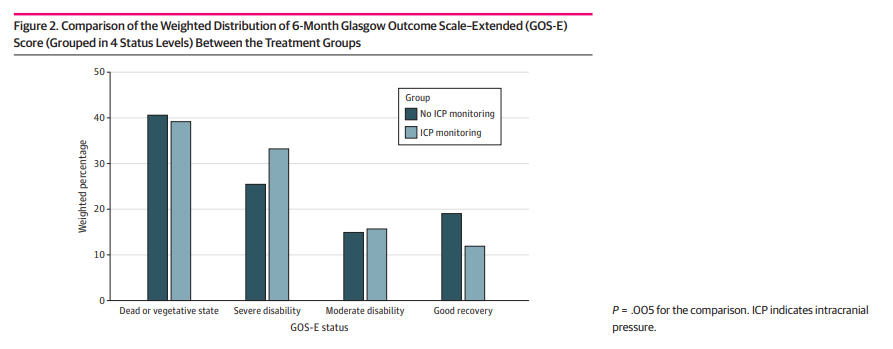 Figure 2. Comparison of the Weighted Distribution of 6-Month Glasgow Outcome Scale–Extended (GOS-E)
Score (Grouped in 4 Status Levels) Between the Treatment Groups
50
40
30
20
10
0
Weighted percentage
Group
No ICP monitoring
ICP monitoring
Dead or vegetative state
Severe disability
Moderate disability
Good recovery
GOS-E status
P = .005 for the comparison. ICP indicates intracranial
pressure.